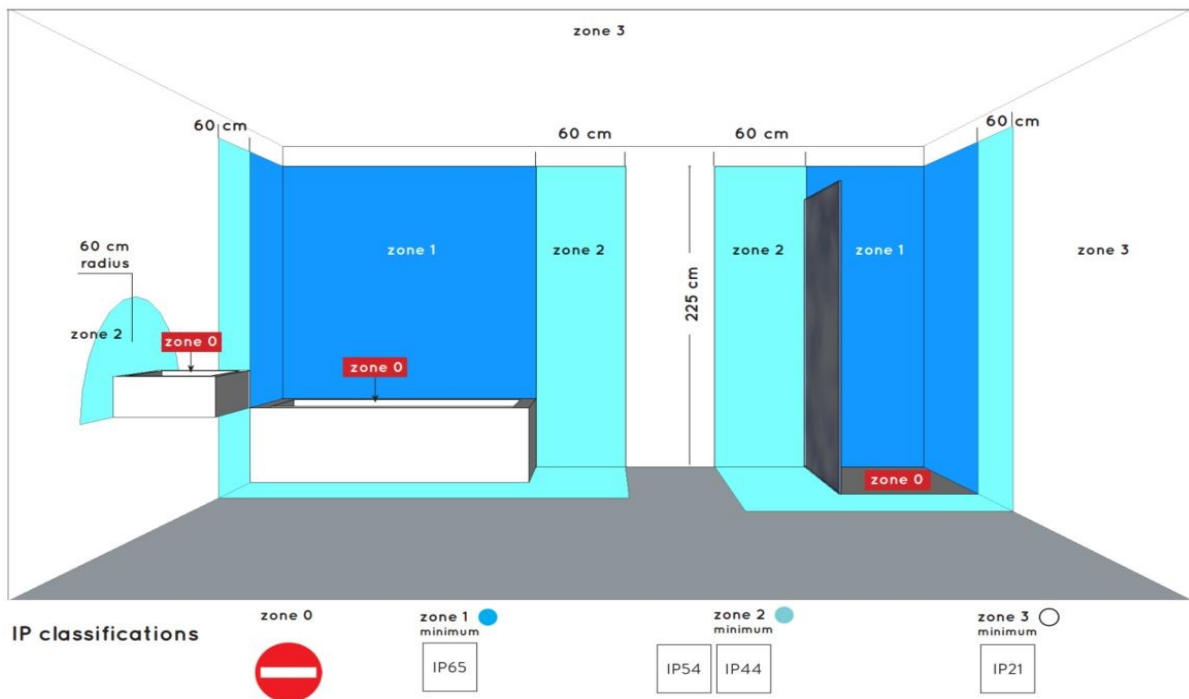 zone 3
60 cm
60 cm
60 cm
60 cm
60 cm
radius
zone 2
zone 0
zone 1
zone 0
zone 2
225 cm
zone 2
zone 1
zone 0
zone 3
IP classifications
zone 0
zone 1
minimum
IP65
zone 2
minimum
IP54
IP44
zone 3
minimum
IP21